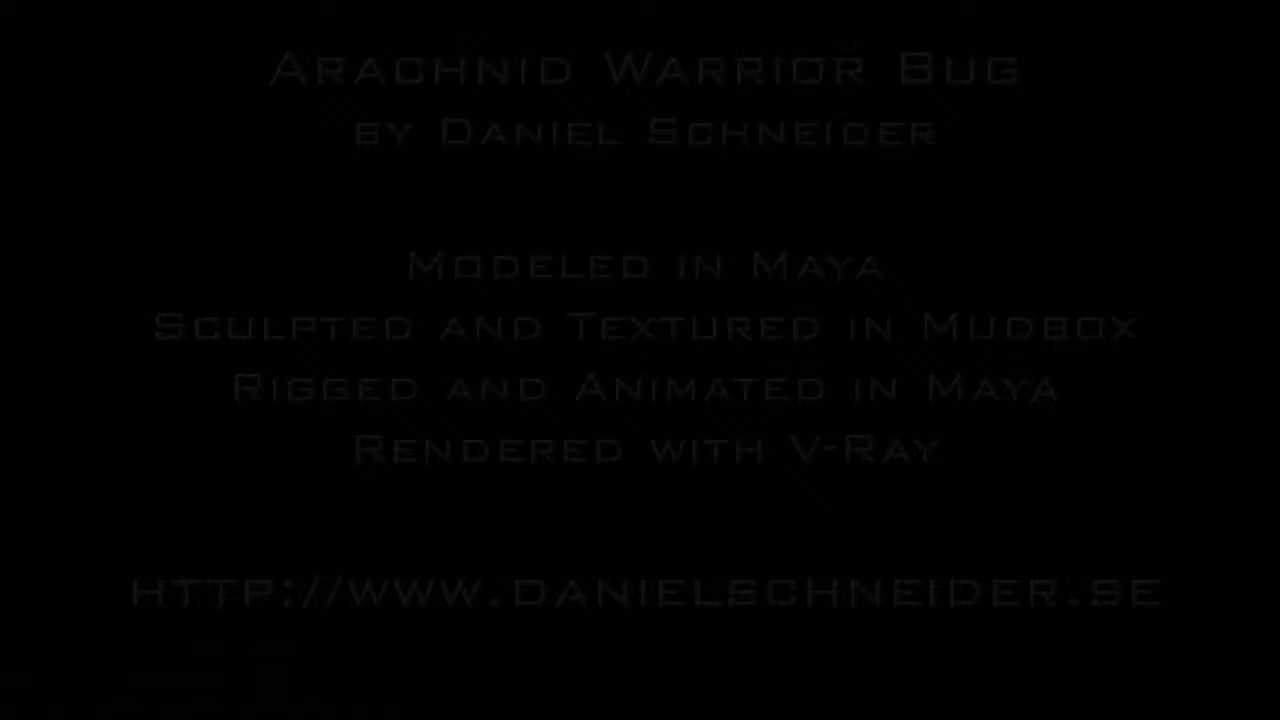 Arachnid Warrior Bug
by Daniel Schneider
Modeled in Maya
Sculpted and Textured in Mudbox
Rigged and Animated in Maya
Rendered with V-Ray
http://www.danielschneider.se